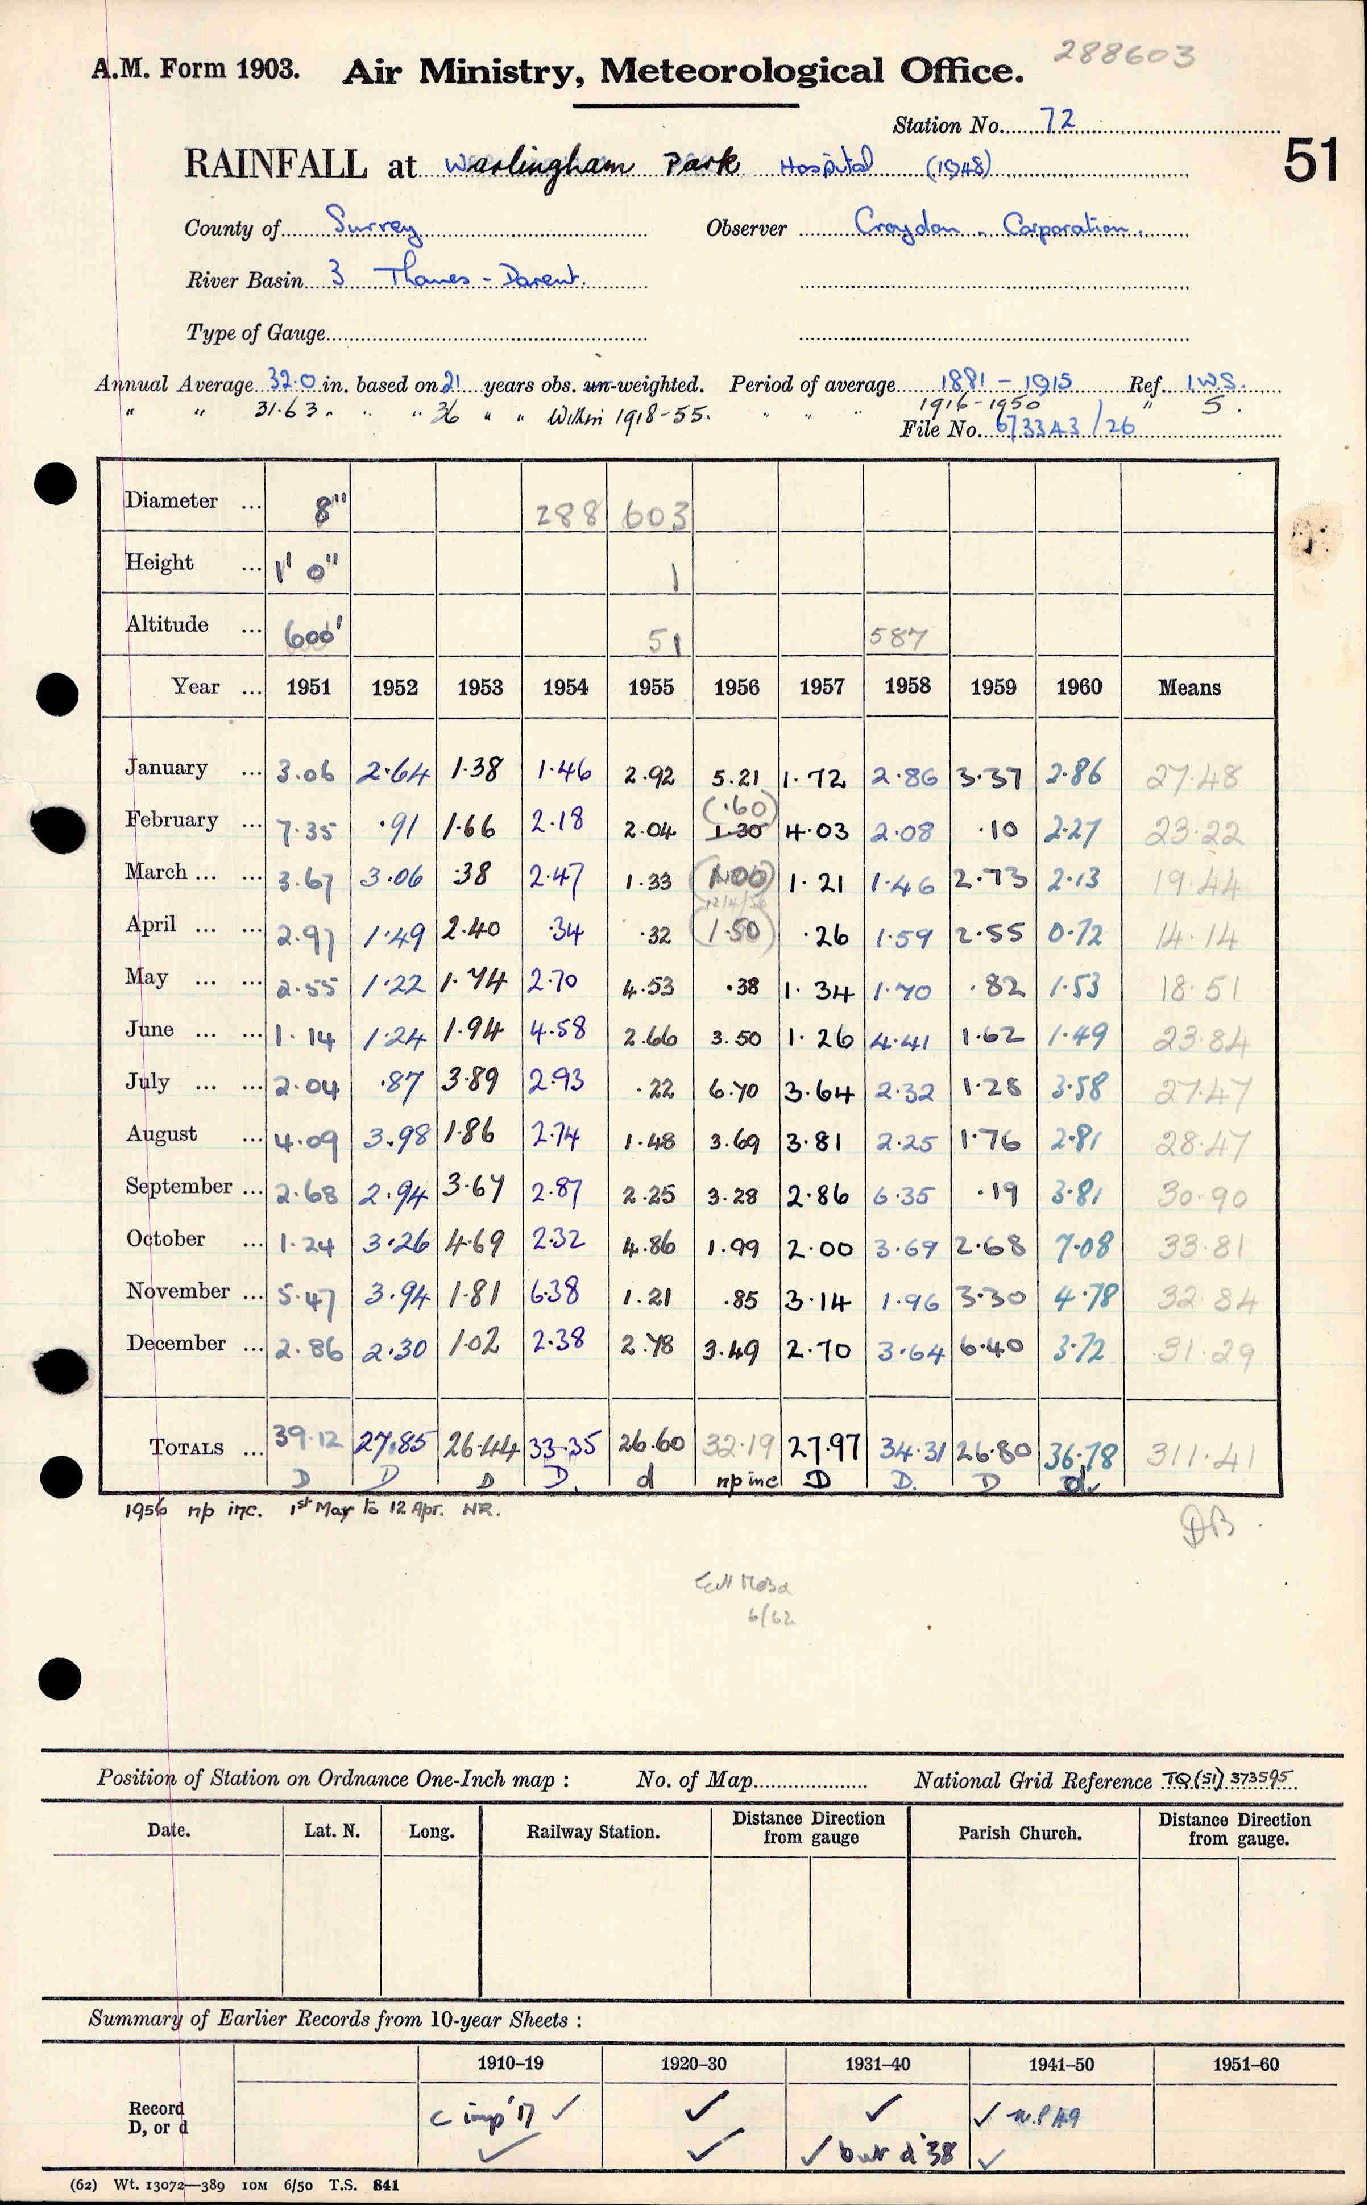 288603
A.M. Form 1903. Air Ministry, Meteorological Office.
Station No. 72
RAINFALL at Warlingham Park Hospital (1948) 51
County of Surrey Observer Croydon Corporation.
River Basin 3 Thames - Darent.
Type of Gauge
Annual Average 32.0 in. based on 21 years obs. un-weighted. Period of average 1881 - 1915 Ref. I.W.S.
" " 31.63 " " " 36 " " Within 1918-55. " " " 1916-1950 " S.
File No. 673343/26
Diameter ... 8" 288 603
Height ... 1' 0" 1
Altitude ... 600' 51 587
Year ... 1951 1952 1953 1954 1955 1956 1957 1958 1959 1960 Means
January ... 3.06 2.64 1.38 1.46 2.92 5.21 1.72 2.86 3.37 2.86 27.48
February ... 7.35 .91 1.66 2.18 2.04 (.60) 1.30 4.03 2.08 .10 2.27 23.22
March ... ... 3.67 3.06 .38 2.47 1.33 (1.00) 1.21 1.46 2.73 2.13 19.44
12/4/56
April ... ... 2.97 1.49 2.40 .34 .32 (1.50) .26 1.59 2.55 0.72 14.14
May ... ... 2.55 1.22 1.74 2.70 4.53 .38 1.34 1.70 .82 1.53 18.51
June ... ... 1.14 1.24 1.94 4.58 2.66 3.50 1.26 4.41 1.62 1.49 23.84
July ... ... 2.04 .87 3.89 2.93 .22 6.70 3.64 2.32 1.28 3.58 27.47
August ... 4.09 3.98 1.86 2.74 1.48 3.69 3.81 2.25 1.76 2.81 28.47
September ... 2.68 2.94 3.67 2.87 2.25 3.28 2.86 6.35 .19 3.81 30.90
October ... 1.24 3.26 4.69 2.32 4.86 1.99 2.00 3.69 2.68 7.08 33.81
November ... 5.47 3.94 1.81 6.38 1.21 .85 3.14 1.96 3.30 4.78 32.84
December ... 2.86 2.30 1.02 2.38 2.78 3.49 2.70 3.64 6.40 3.72 31.29
TOTALS ... 39.12 27.85 26.44 33.35 26.60 32.19 27.97 34.31 26.80 36.78 311.41
D D D D. d np inc D D. D d
1956 np inc. 1st Mar to 12 Apr. NR.
DB.
6/62
Position of Station on Ordnance One-Inch map : No. of Map National Grid Reference TQ (51) 373595
Date. Lat. N. Long. Railway Station. Distance Direction from gauge Parish Church. Distance Direction from gauge.
Summary of Earlier Records from 10-year Sheets :
1910–19 1920–30 1931–40 1941–50 1951–60
Record D, or d c imp '17 ✓ ✓ ✓ ✓ n.p 49
✓ ✓ ✓ but d '38 ✓
(62) Wt. 13072—389 10M 6/50 T.S. 841